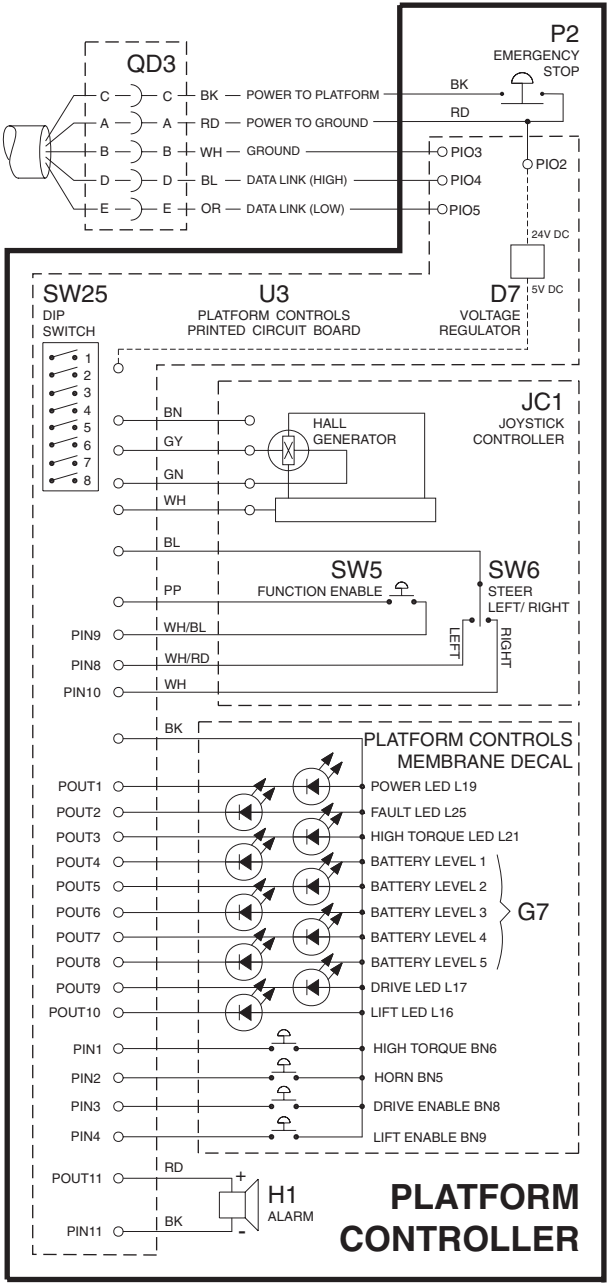 P2
EMERGENCY
STOP
QD3
C C BK POWER TO PLATFORM BK
A A RD POWER TO GROUND RD
B B WH GROUND PIO3
PIO2
D D BL DATA LINK (HIGH) PIO4
E E OR DATA LINK (LOW) PIO5
24V DC
5V DC
SW25
DIP
SWITCH
U3
PLATFORM CONTROLS
PRINTED CIRCUIT BOARD
D7
VOLTAGE
REGULATOR
1
2
3
4
5
6
7
8
JC1
JOYSTICK
CONTROLLER
HALL
GENERATOR
BN
GY
GN
WH
BL
SW5
FUNCTION ENABLE
SW6
STEER
LEFT/ RIGHT
PP
PIN9 WH/BL
LEFT
RIGHT
PIN8 WH/RD
PIN10 WH
BK
PLATFORM CONTROLS
MEMBRANE DECAL
POUT1 POWER LED L19
POUT2 FAULT LED L25
POUT3 HIGH TORQUE LED L21
POUT4 BATTERY LEVEL 1
POUT5 BATTERY LEVEL 2
POUT6 BATTERY LEVEL 3
G7
POUT7 BATTERY LEVEL 4
POUT8 BATTERY LEVEL 5
POUT9 DRIVE LED L17
POUT10 LIFT LED L16
PIN1 HIGH TORQUE BN6
PIN2 HORN BN5
PIN3 DRIVE ENABLE BN8
PIN4 LIFT ENABLE BN9
POUT11 RD +
H1
ALARM
PIN11 BK -
PLATFORM
CONTROLLER